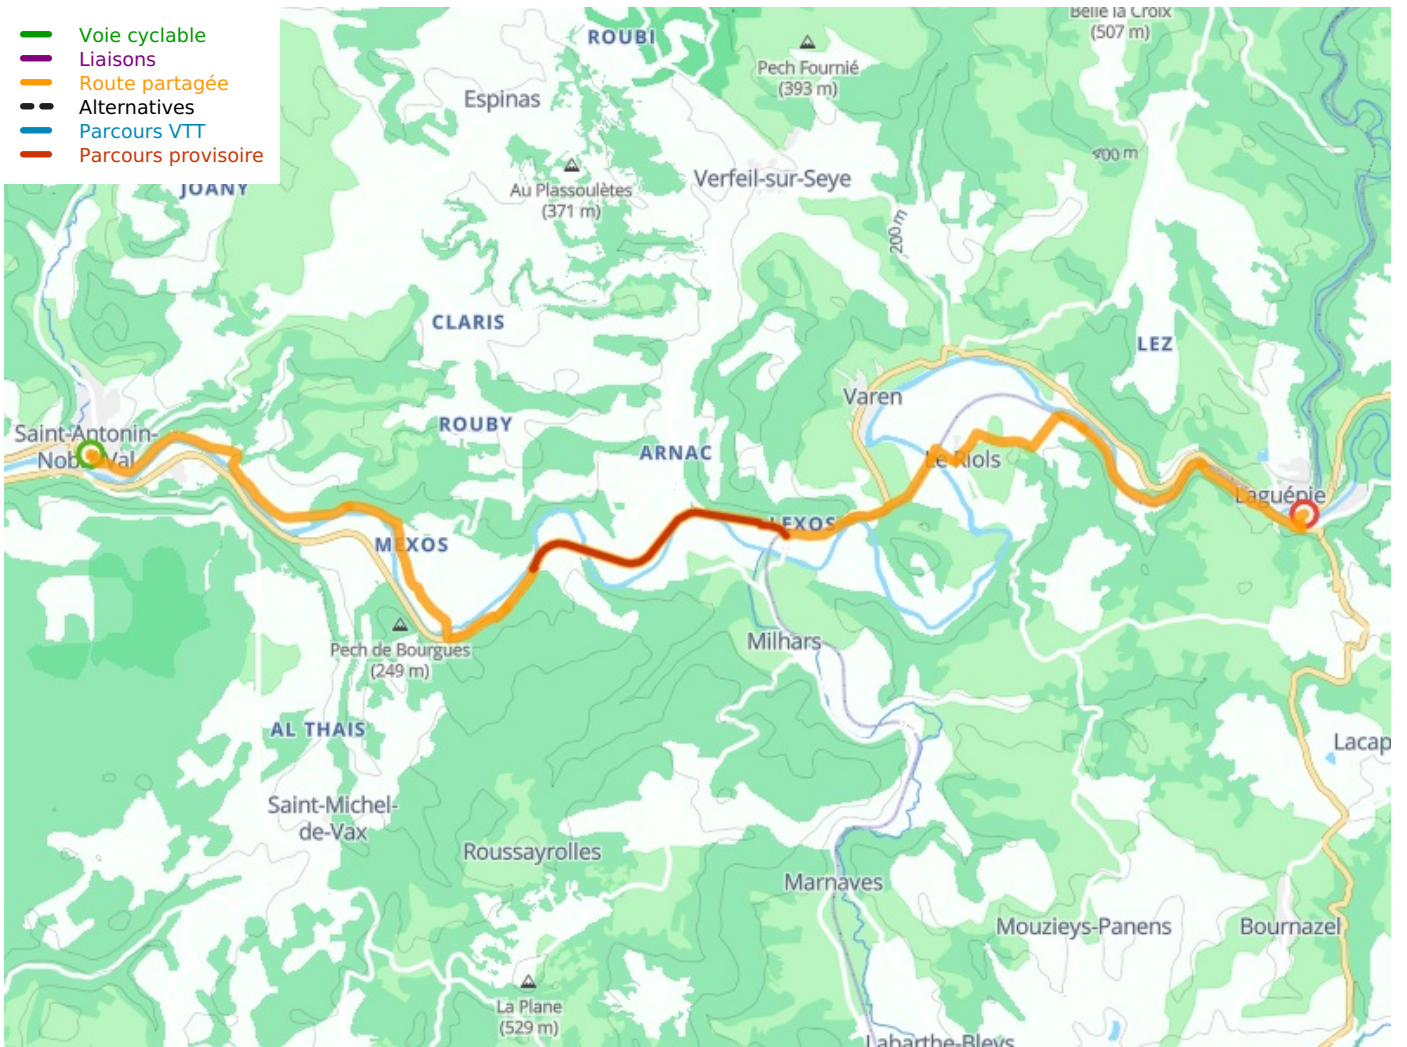 Voie cyclable
Liaisons
Route partagée
Alternatives
Parcours VTT
Parcours provisoire
Belle la Croix
(507 m)
ROUBI
Pech Fournié
(393 m)
Espinas
400 m
Verfeil-sur-Seye
JOANY
Au Plassoulètes
(371 m)
200 m
CLARIS
LEZ
Varen
ROUBY
Saint-Antonin-
Noble-Val
ARNAC
Le Riols
Laguépie
LEXOS
MEXOS
Milhars
Pech de Bourgues
(249 m)
AL THAIS
Lacap
Saint-Michel-
de-Vax
Roussayrolles
Marnaves
Mouzieys-Panens
Bournazel
La Plane
(529 m)
Labarthe-Bleys